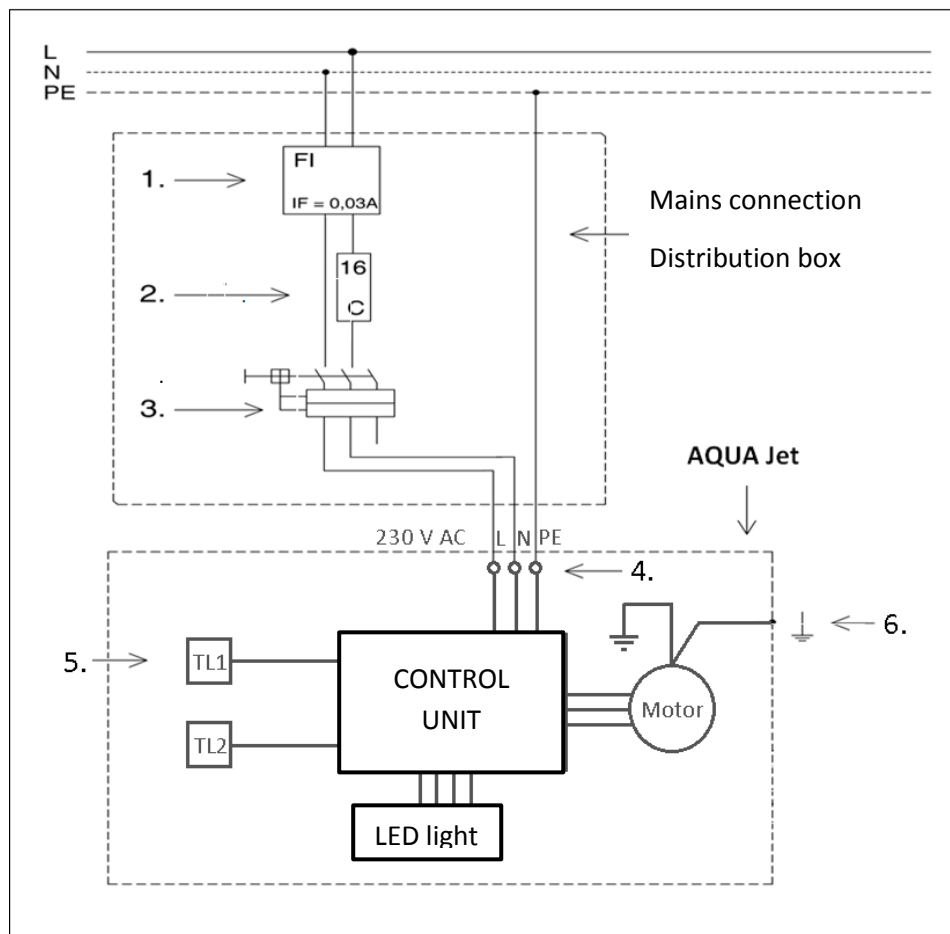 L
N
PE
FI
1.
IF = 0,03A
Mains connection
16
Distribution box
2.
C
3.
AQUA Jet
230 V AC
L N PE
4.
6.
5.
TL1
CONTROL
UNIT
Motor
TL2
LED light